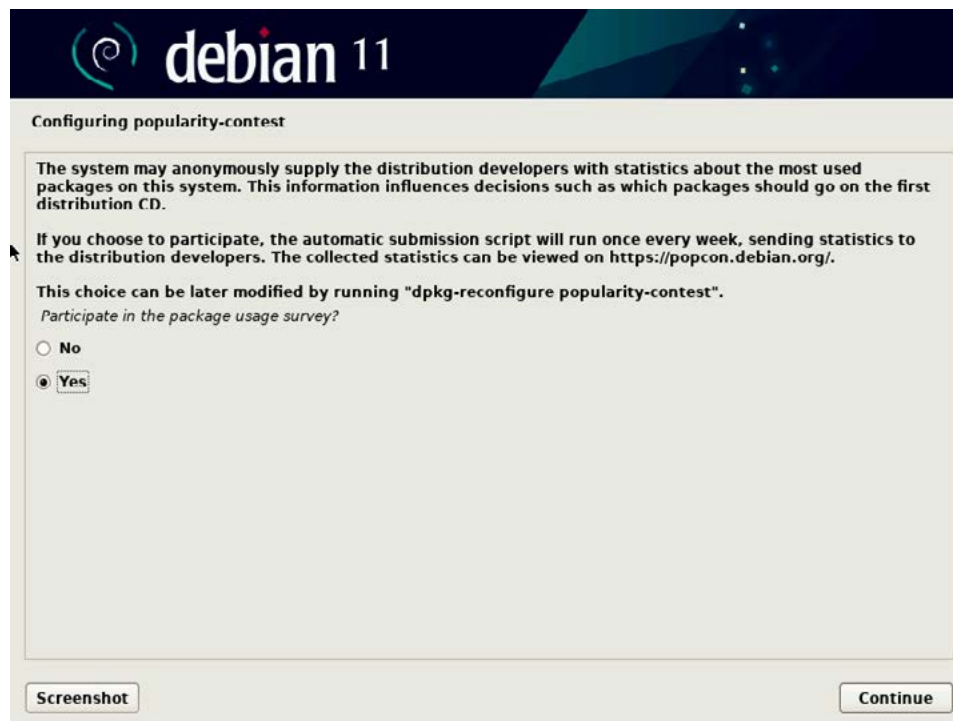 debian 11
Configuring popularity-contest
The system may anonymously supply the distribution developers with statistics about the most used
packages on this system. This information influences decisions such as which packages should go on the first
distribution CD.
If you choose to participate, the automatic submission script will run once every week, sending statistics to
the distribution developers. The collected statistics can be viewed on https://popcon.debian.org/.
This choice can be later modified by running "dpkg-reconfigure popularity-contest".
Participate in the package usage survey?
No
Yes
Screenshot
Continue